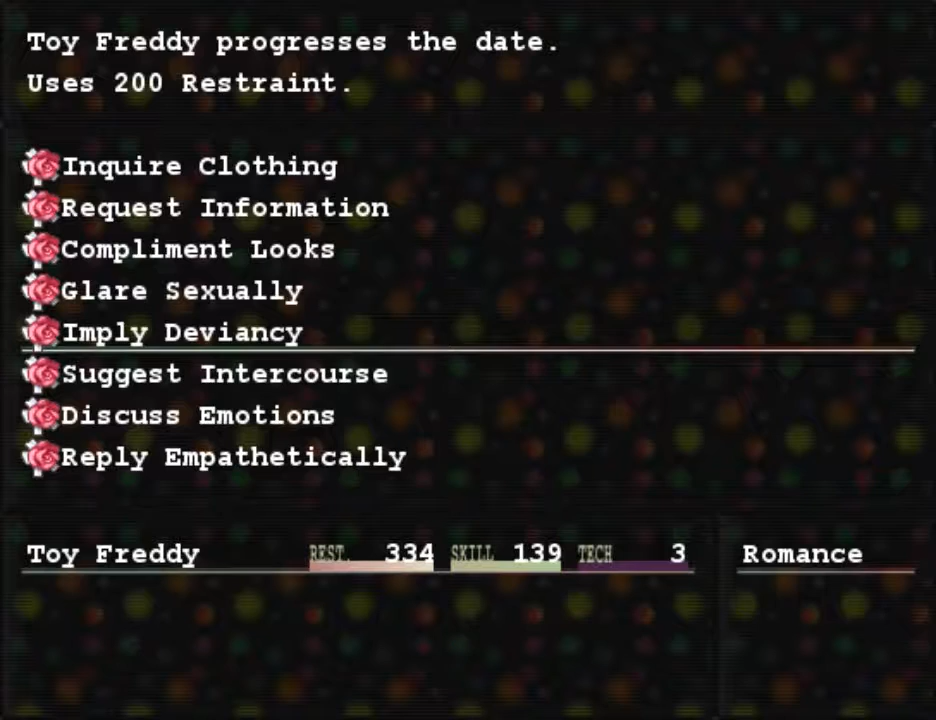 Toy Freddy progresses the date.
Uses 200 Restraint.
Inquire Clothing
Request Information
Compliment Looks
Glare Sexually
Imply Deviancy
Suggest Intercourse
Discuss Emotions
Reply Empathetically
Toy Freddy REST. 334 SKILL 139 TECH 3 Romance